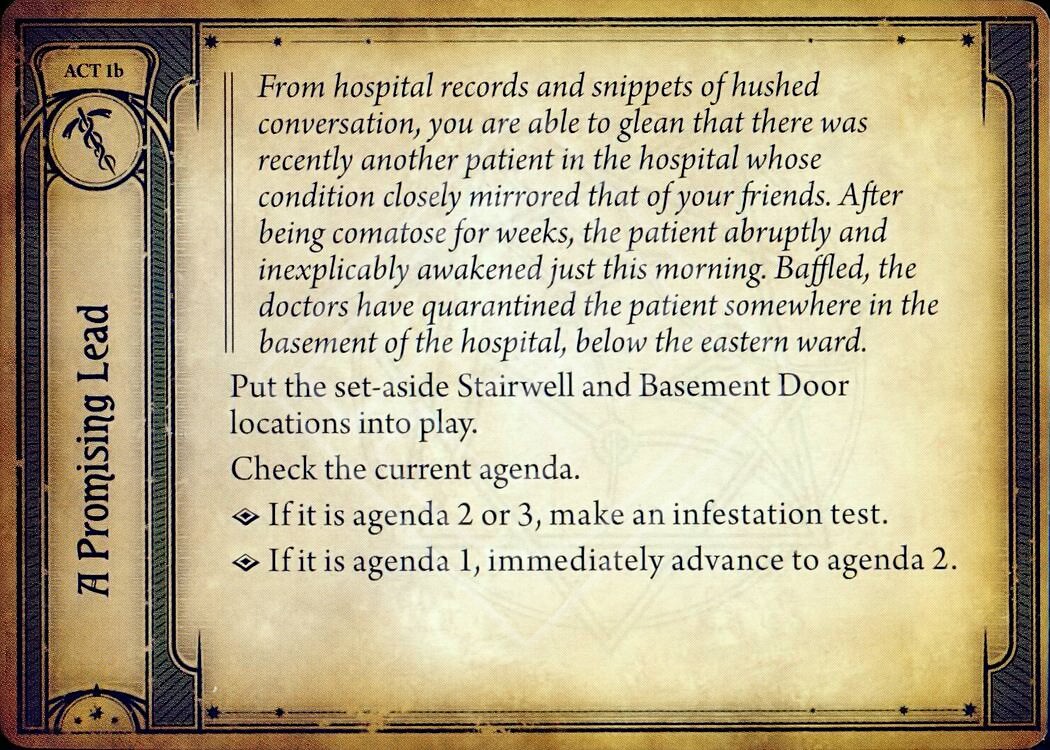 ACT 1b
A Promising Lead
From hospital records and snippets of hushed
conversation, you are able to glean that there was
recently another patient in the hospital whose
condition closely mirrored that of your friends. After
being comatose for weeks, the patient abruptly and
inexplicably awakened just this morning. Baffled, the
doctors have quarantined the patient somewhere in the
basement of the hospital, below the eastern ward.
Put the set-aside Stairwell and Basement Door
locations into play.
Check the current agenda.
If it is agenda 2 or 3, make an infestation test.
If it is agenda 1, immediately advance to agenda 2.